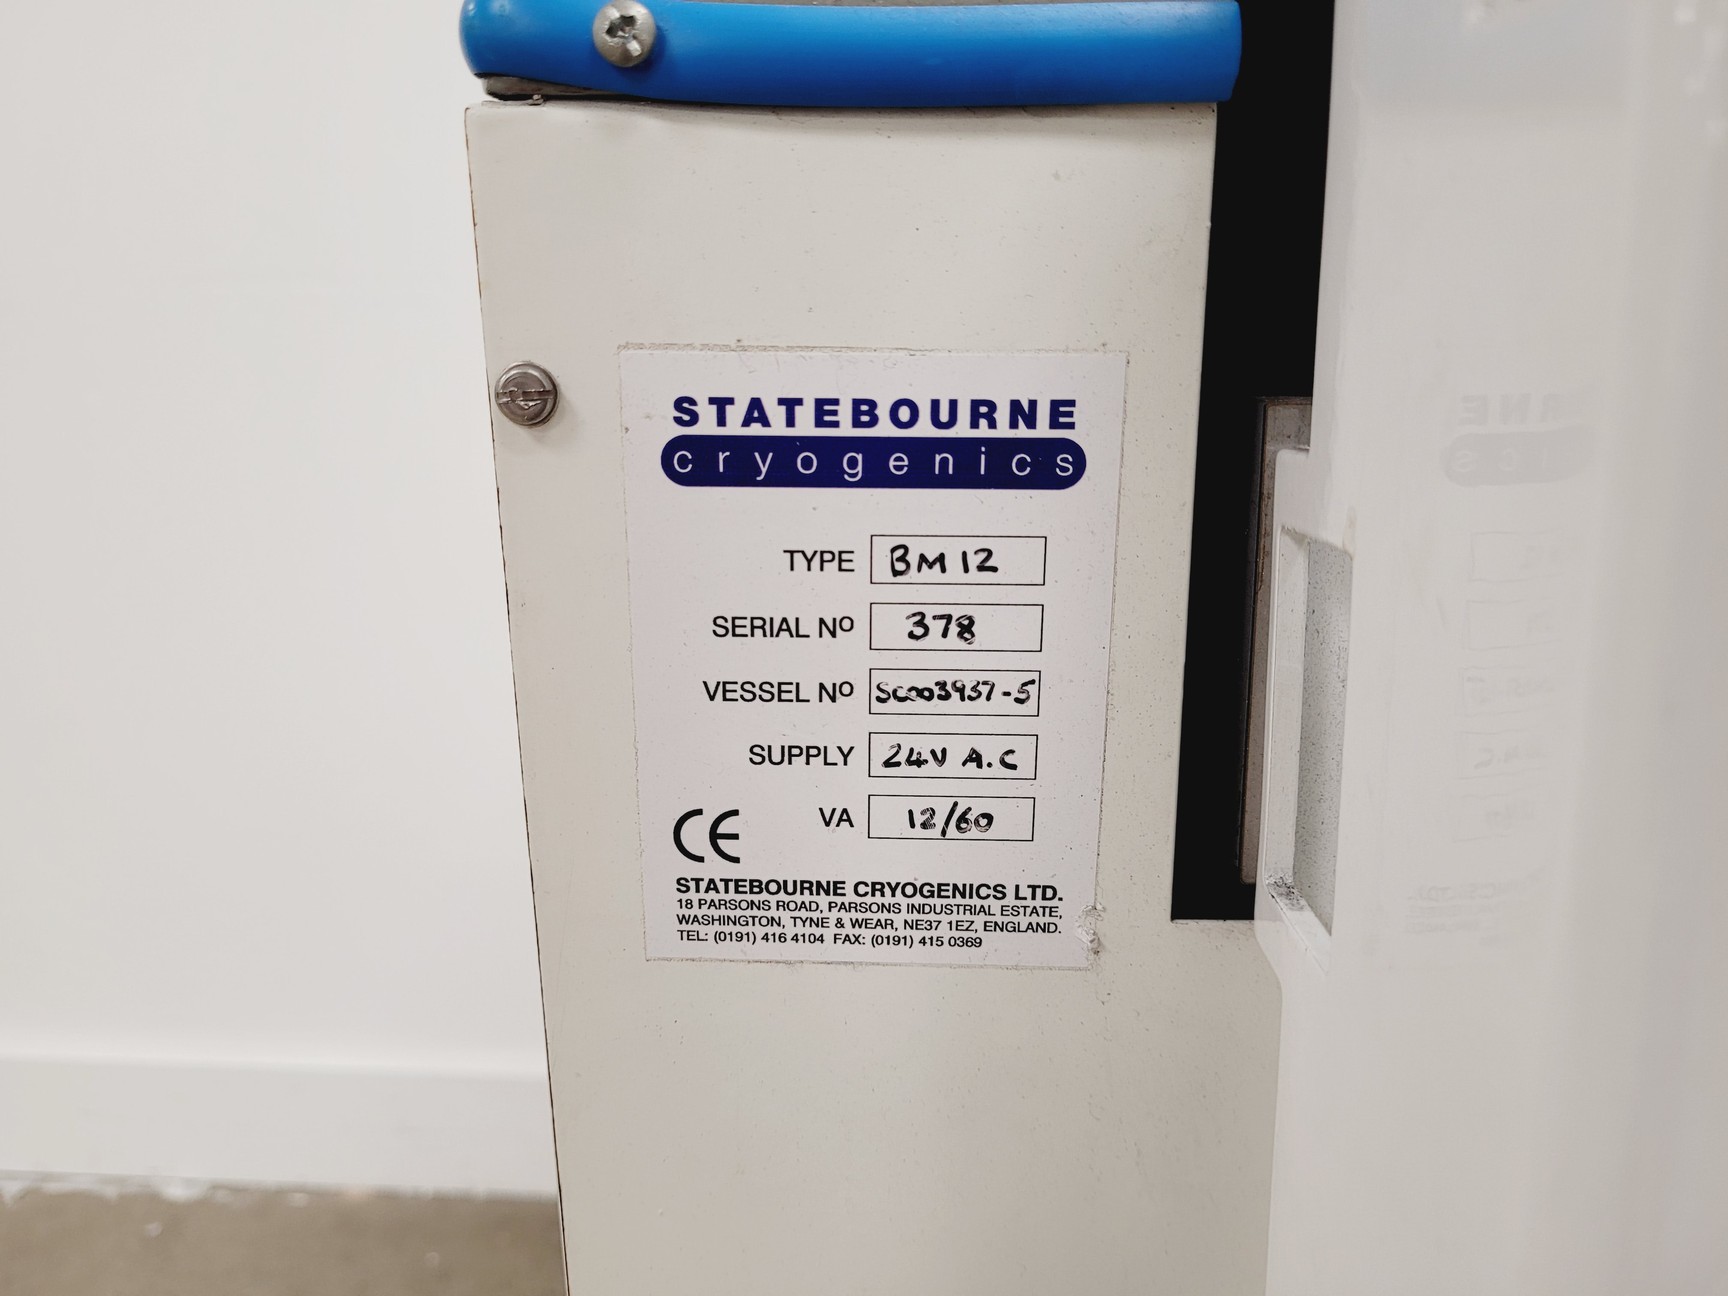 STATEBOURNE
cryogenics
TYPE BM12
SERIAL Nº 378
VESSEL Nº SC003937-5
SUPPLY 24V A.C
VA 12/60
CE
STATEBOURNE CRYOGENICS LTD.
18 PARSONS ROAD, PARSONS INDUSTRIAL ESTATE,
WASHINGTON, TYNE & WEAR, NE37 1EZ, ENGLAND.
TEL: (0191) 416 4104 FAX: (0191) 415 0369